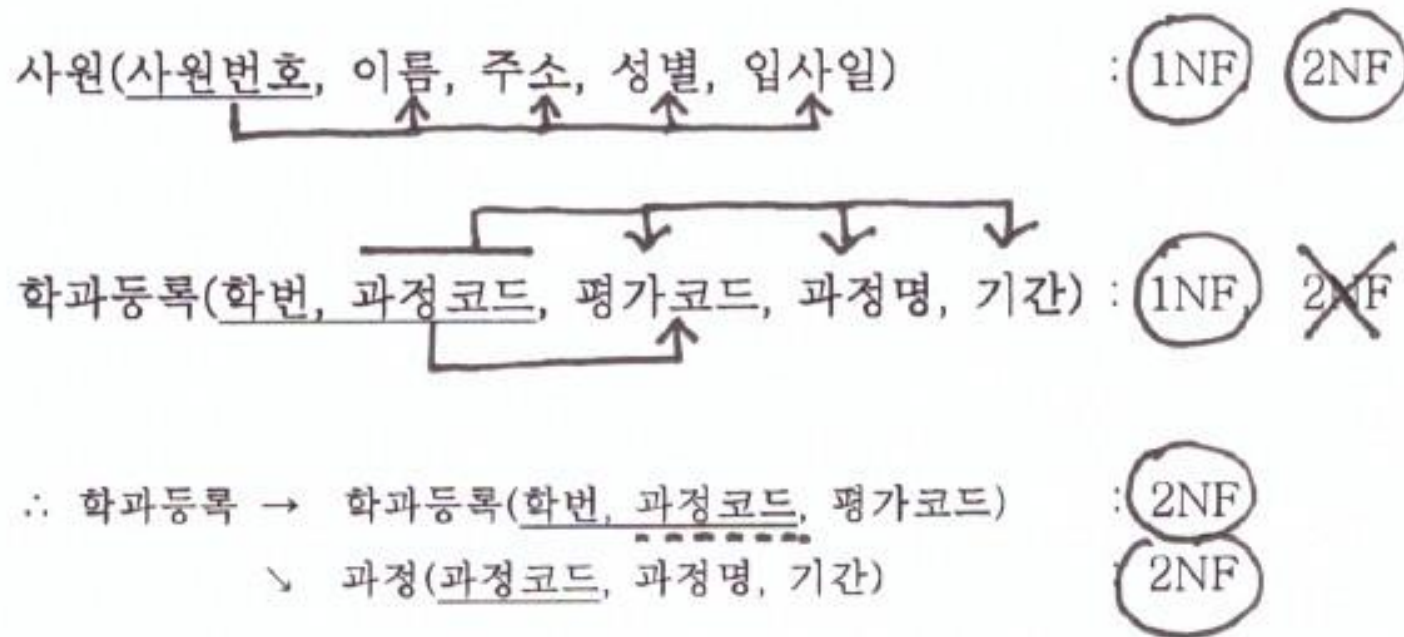 사원(사원번호, 이름, 주소, 성별, 입사일) : 1NF 2NF
학과등록(학번, 과정코드, 평가코드, 과정명, 기간) : 1NF, 2NF
∴ 학과등록 → 학과등록(학번, 과정코드, 평가코드) : 2NF
↘ 과정(과정코드, 과정명, 기간) : 2NF